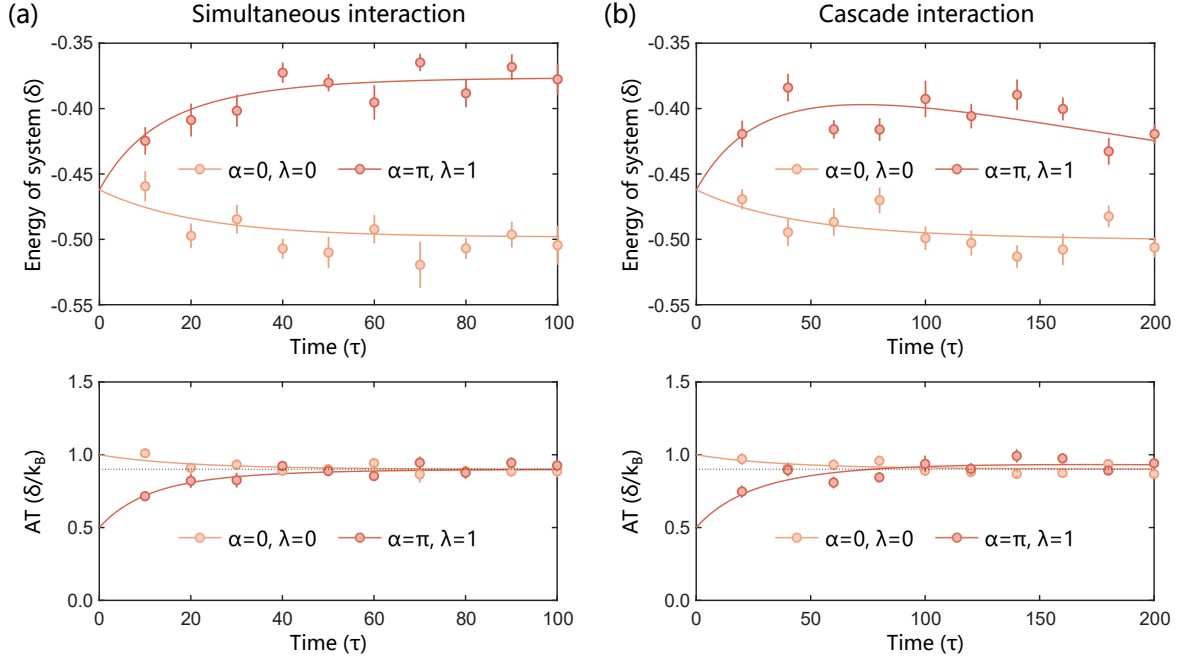 (a)
Simultaneous interaction
Energy of system (δ)
-0.35
-0.40
-0.45
-0.50
-0.55
α=0, λ=0
α=π, λ=1
0 20 40 60 80 100
Time (τ)
(b)
Cascade interaction
Energy of system (δ)
-0.35
-0.40
-0.45
-0.50
-0.55
α=0, λ=0
α=π, λ=1
0 50 100 150 200
Time (τ)
AT (δ/k_B)
1.5
1.0
0.5
0.0
α=0, λ=0
α=π, λ=1
0 20 40 60 80 100
Time (τ)
AT (δ/k_B)
1.5
1.0
0.5
0.0
α=0, λ=0
α=π, λ=1
0 50 100 150 200
Time (τ)